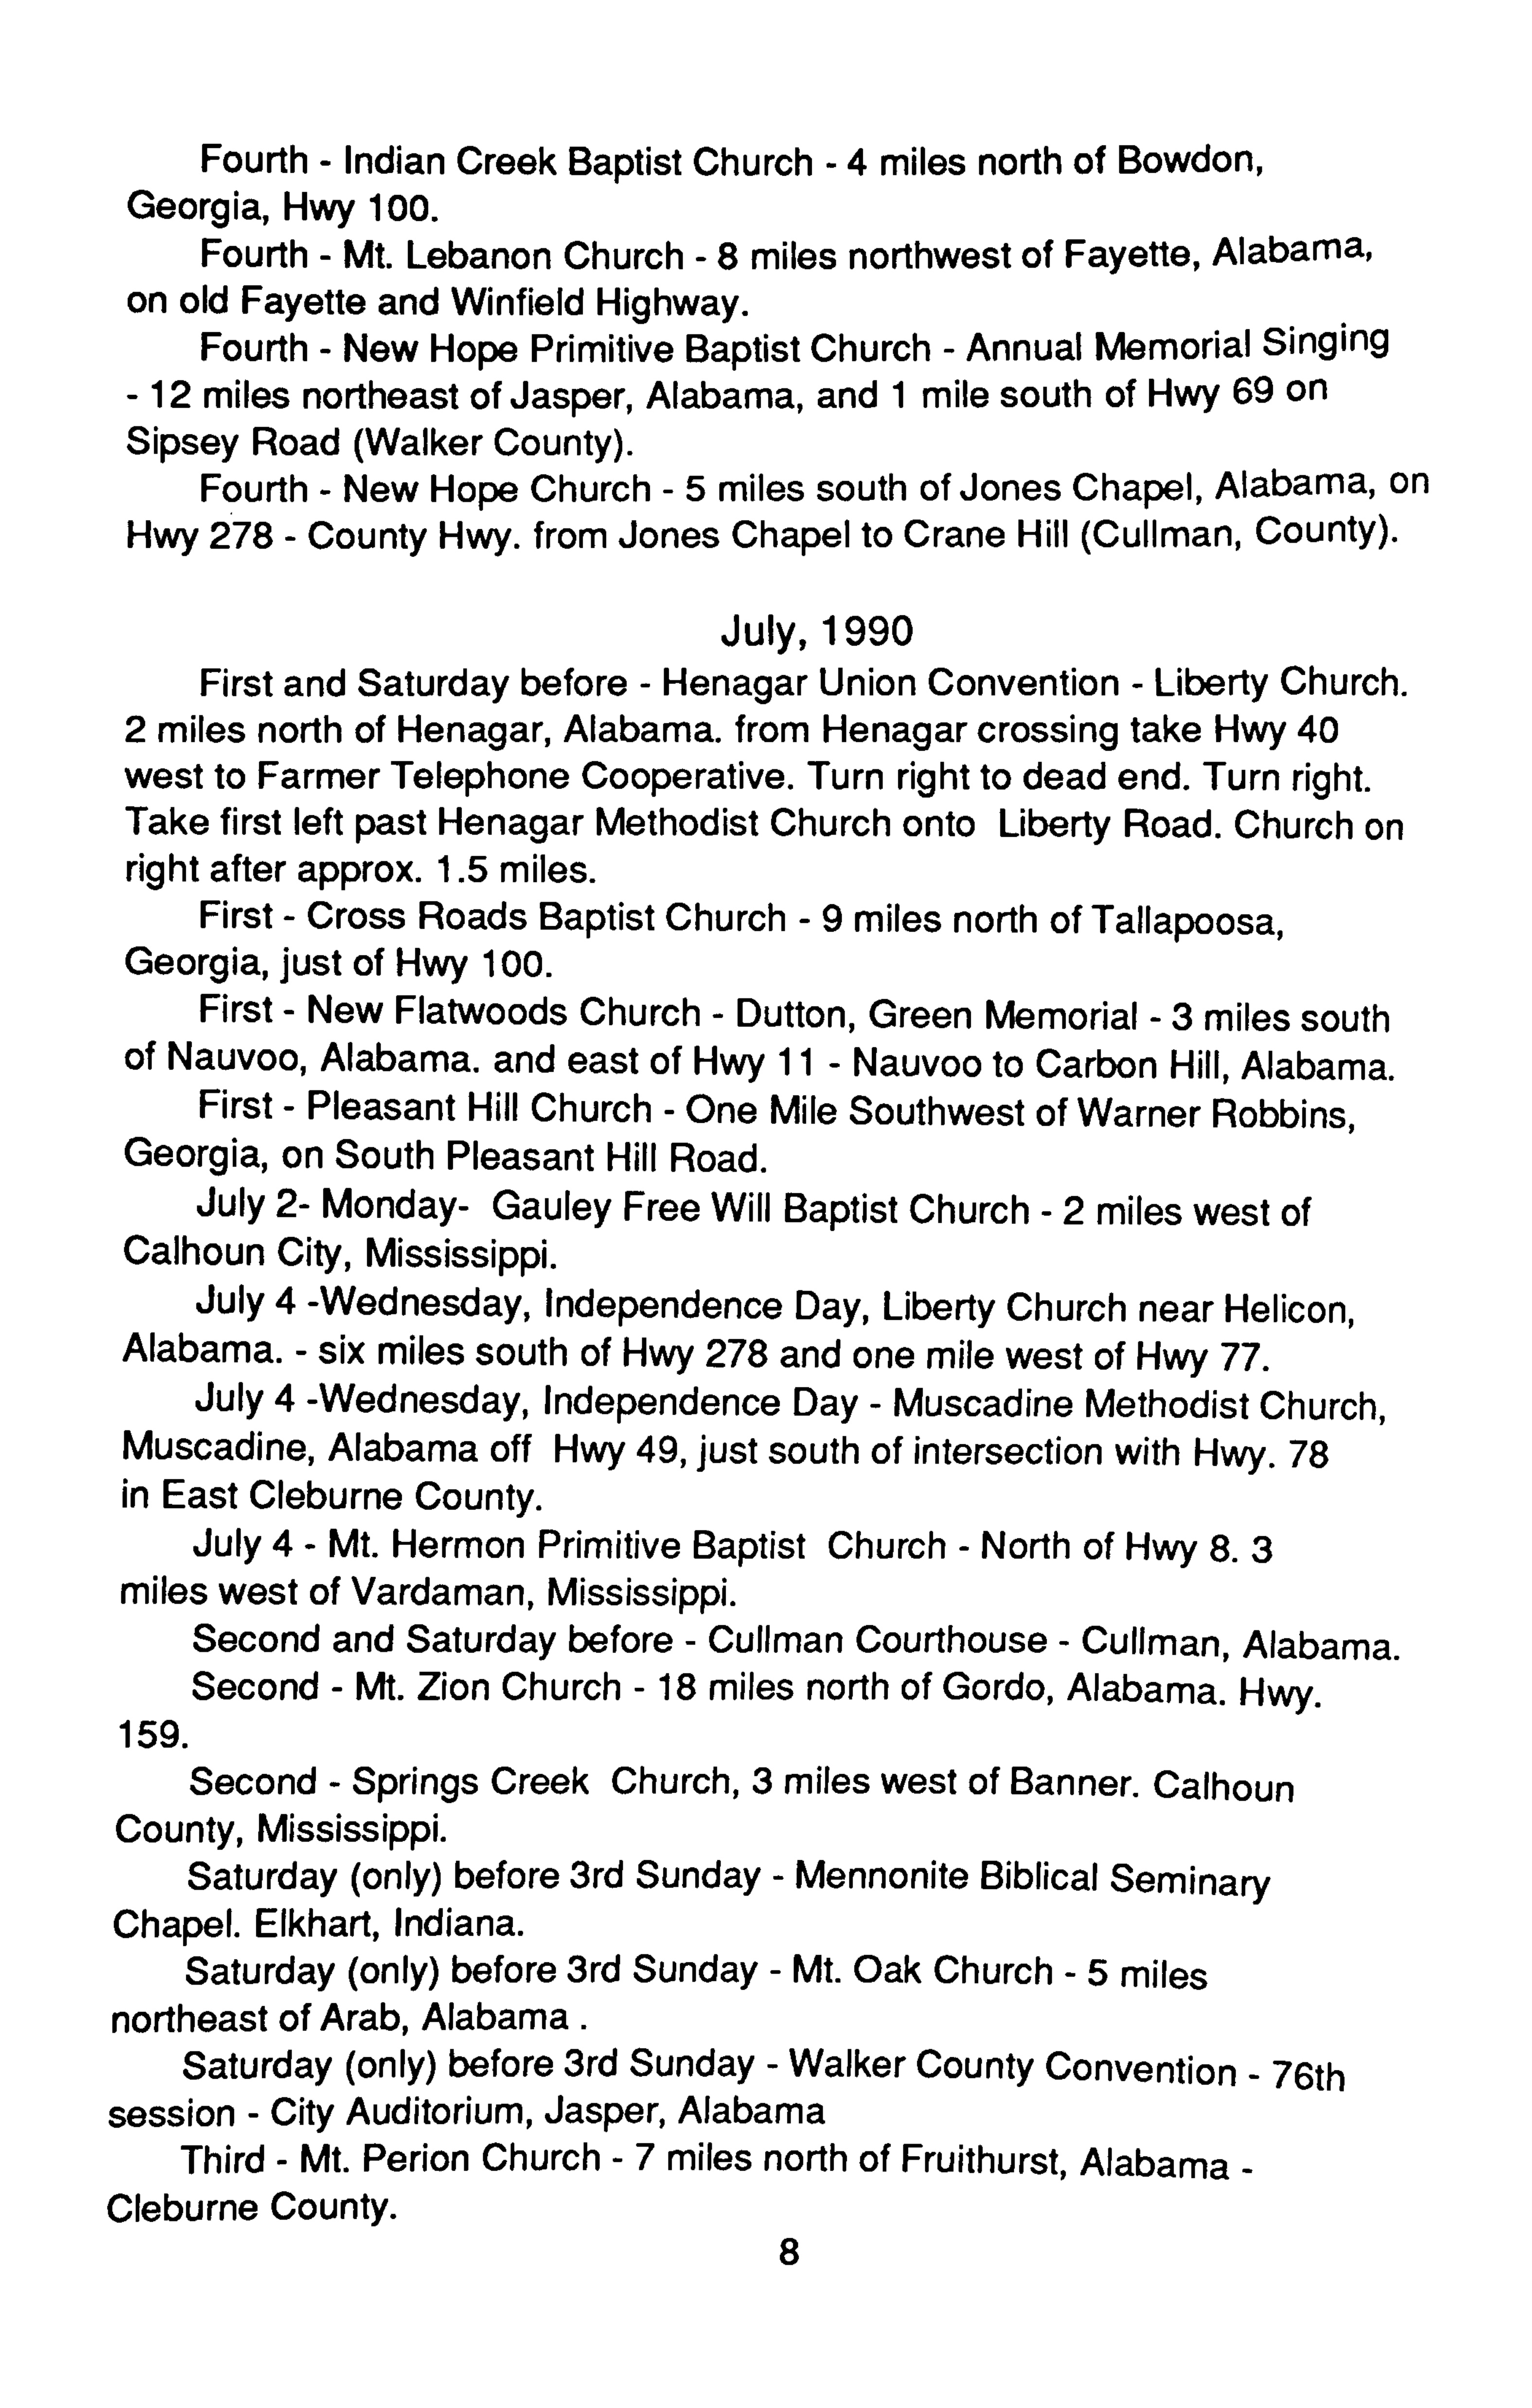 Fourth - Indian Creek Baptist Church - 4 miles north of Bowdon,
Georgia, Hwy 100.
Fourth - Mt. Lebanon Church - 8 miles northwest of Fayette, Alabama,
on old Fayette and Winfield Highway.
Fourth - New Hope Primitive Baptist Church - Annual Memorial Singing
- 12 miles northeast of Jasper, Alabama, and 1 mile south of Hwy 69 on
Sipsey Road (Walker County).
Fourth - New Hope Church - 5 miles south of Jones Chapel, Alabama, on
Hwy 278 - County Hwy. from Jones Chapel to Crane Hill (Cullman, County).
July, 1990
First and Saturday before - Henagar Union Convention - Liberty Church.
2 miles north of Henagar, Alabama. from Henagar crossing take Hwy 40
west to Farmer Telephone Cooperative. Turn right to dead end. Turn right.
Take first left past Henagar Methodist Church onto Liberty Road. Church on
right after approx. 1.5 miles.
First - Cross Roads Baptist Church - 9 miles north of Tallapoosa,
Georgia, just of Hwy 100.
First - New Flatwoods Church - Dutton, Green Memorial - 3 miles south
of Nauvoo, Alabama. and east of Hwy 11 - Nauvoo to Carbon Hill, Alabama.
First - Pleasant Hill Church - One Mile Southwest of Warner Robbins,
Georgia, on South Pleasant Hill Road.
July 2- Monday- Gauley Free Will Baptist Church - 2 miles west of
Calhoun City, Mississippi.
July 4 -Wednesday, Independence Day, Liberty Church near Helicon,
Alabama. - six miles south of Hwy 278 and one mile west of Hwy 77.
July 4 -Wednesday, Independence Day - Muscadine Methodist Church,
Muscadine, Alabama off Hwy 49, just south of intersection with Hwy. 78
in East Cleburne County.
July 4 - Mt. Hermon Primitive Baptist Church - North of Hwy 8. 3
miles west of Vardaman, Mississippi.
Second and Saturday before - Cullman Courthouse - Cullman, Alabama.
Second - Mt. Zion Church - 18 miles north of Gordo, Alabama. Hwy.
159.
Second - Springs Creek Church, 3 miles west of Banner. Calhoun
County, Mississippi.
Saturday (only) before 3rd Sunday - Mennonite Biblical Seminary
Chapel. Elkhart, Indiana.
Saturday (only) before 3rd Sunday - Mt. Oak Church - 5 miles
northeast of Arab, Alabama .
Saturday (only) before 3rd Sunday - Walker County Convention - 76th
session - City Auditorium, Jasper, Alabama
Third - Mt. Perion Church - 7 miles north of Fruithurst, Alabama -
Cleburne County.
8